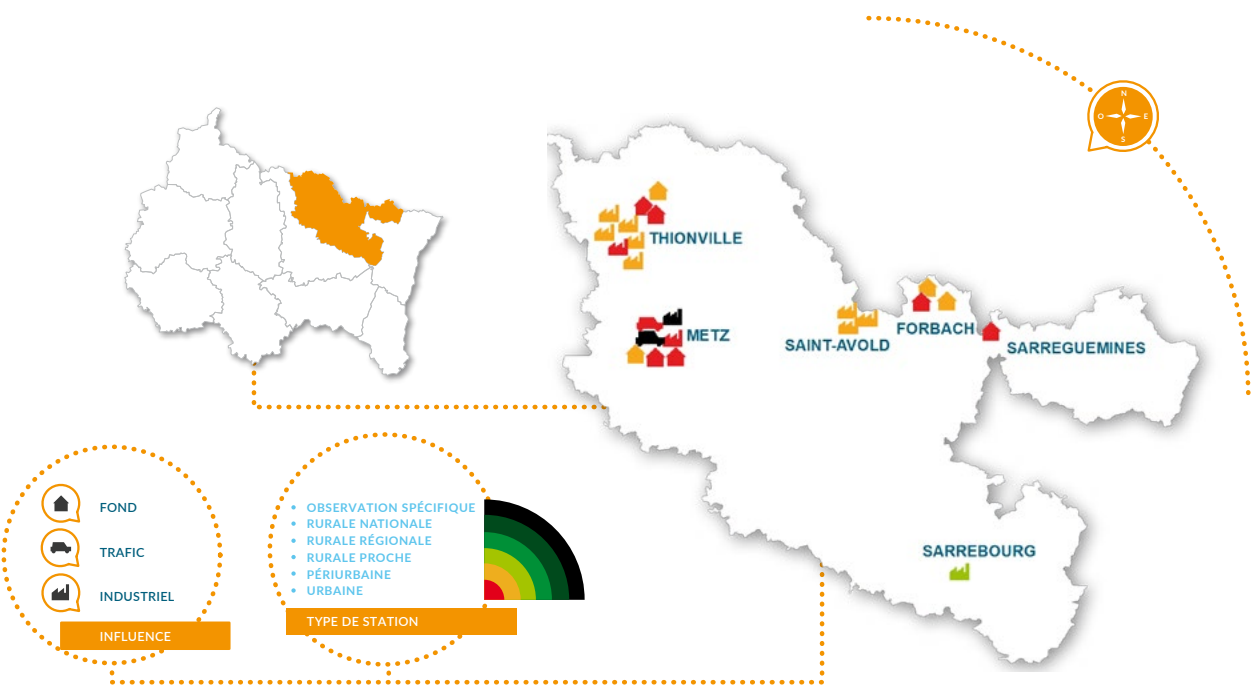 N
O E
S
THIONVILLE
METZ
SAINT-AVOLD
FORBACH
SARREGUEMINES
SARREBOURG
FOND
TRAFIC
INDUSTRIEL
INFLUENCE
• OBSERVATION SPÉCIFIQUE
• RURALE NATIONALE
• RURALE RÉGIONALE
• RURALE PROCHE
• PÉRIURBAINE
• URBAINE
TYPE DE STATION